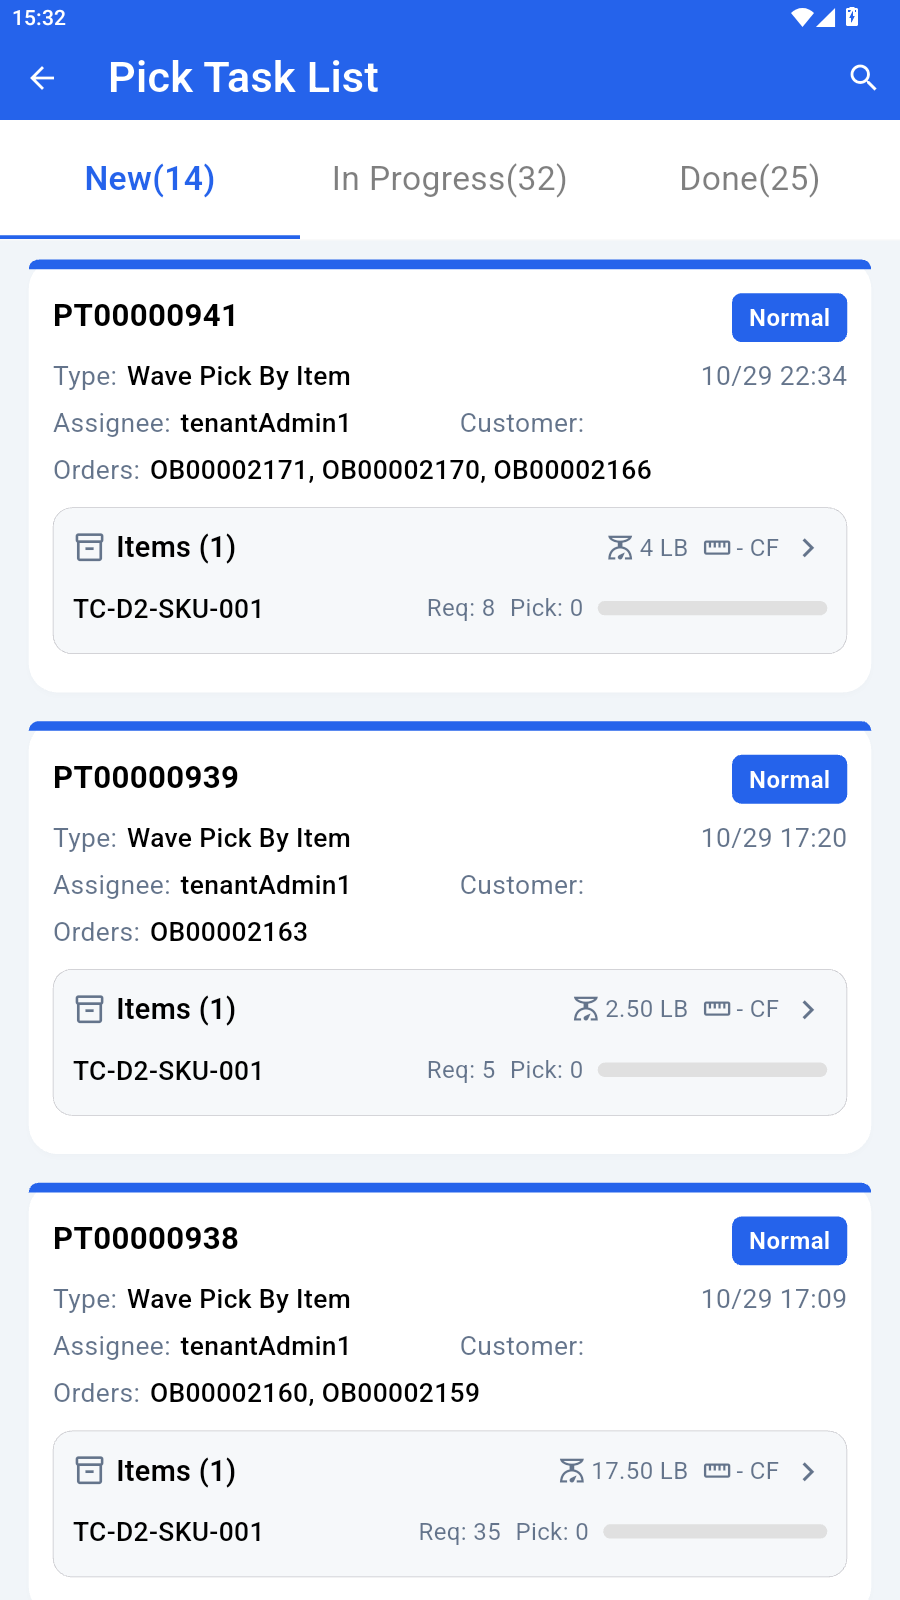 15:32
Pick Task List
New(14) In Progress(32) Done(25)
PT00000941 Normal
Type: Wave Pick By Item 10/29 22:34
Assignee: tenantAdmin1 Customer:
Orders: OB00002171, OB00002170, OB00002166
Items (1) 4 LB - CF
TC-D2-SKU-001 Req: 8 Pick: 0
PT00000939 Normal
Type: Wave Pick By Item 10/29 17:20
Assignee: tenantAdmin1 Customer:
Orders: OB00002163
Items (1) 2.50 LB - CF
TC-D2-SKU-001 Req: 5 Pick: 0
PT00000938 Normal
Type: Wave Pick By Item 10/29 17:09
Assignee: tenantAdmin1 Customer:
Orders: OB00002160, OB00002159
Items (1) 17.50 LB - CF
TC-D2-SKU-001 Req: 35 Pick: 0